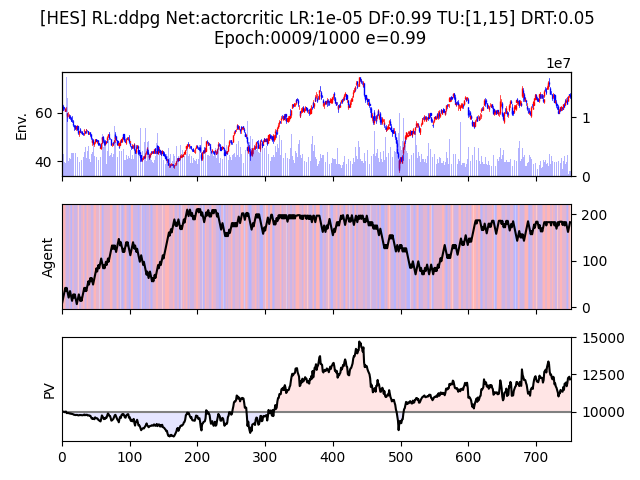 [HES] RL:ddpg Net:actorcritic LR:1e-05 DF:0.99 TU:[1,15] DRT:0.05
Epoch:0009/1000 e=0.99
1e7
Env.
60
40
1
0
Agent
200
100
0
PV
15000
12500
10000
0 100 200 300 400 500 600 700